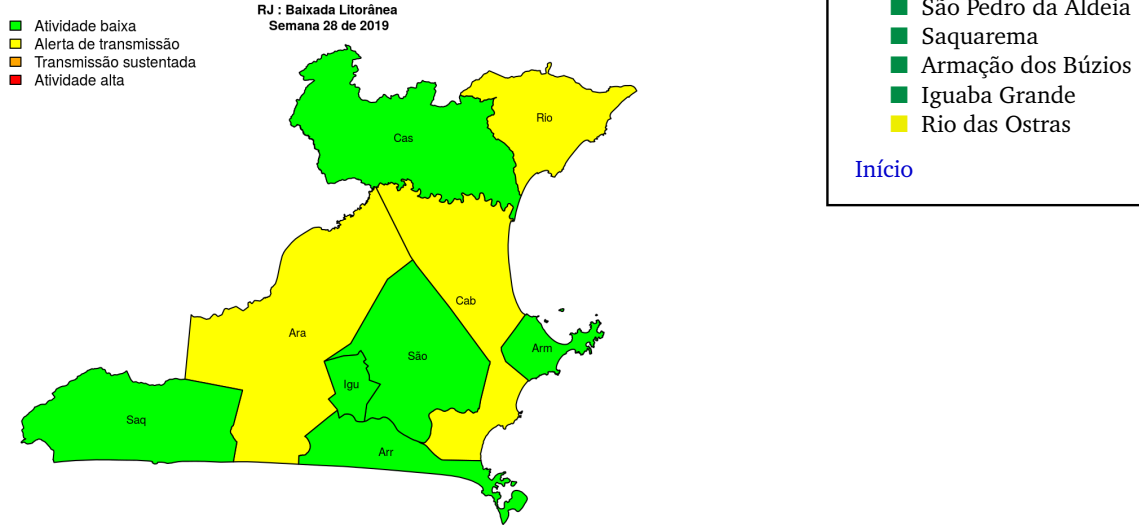 RJ : Baixada Litorânea
Semana 28 de 2019
Atividade baixa
Alerta de transmissão
Transmissão sustentada
Atividade alta
Rio
Cas
Cab
Ara
Arm
São
Igu
Saq
Arr
São Pedro da Aldeia
Saquarema
Armação dos Búzios
Iguaba Grande
Rio das Ostras
Início